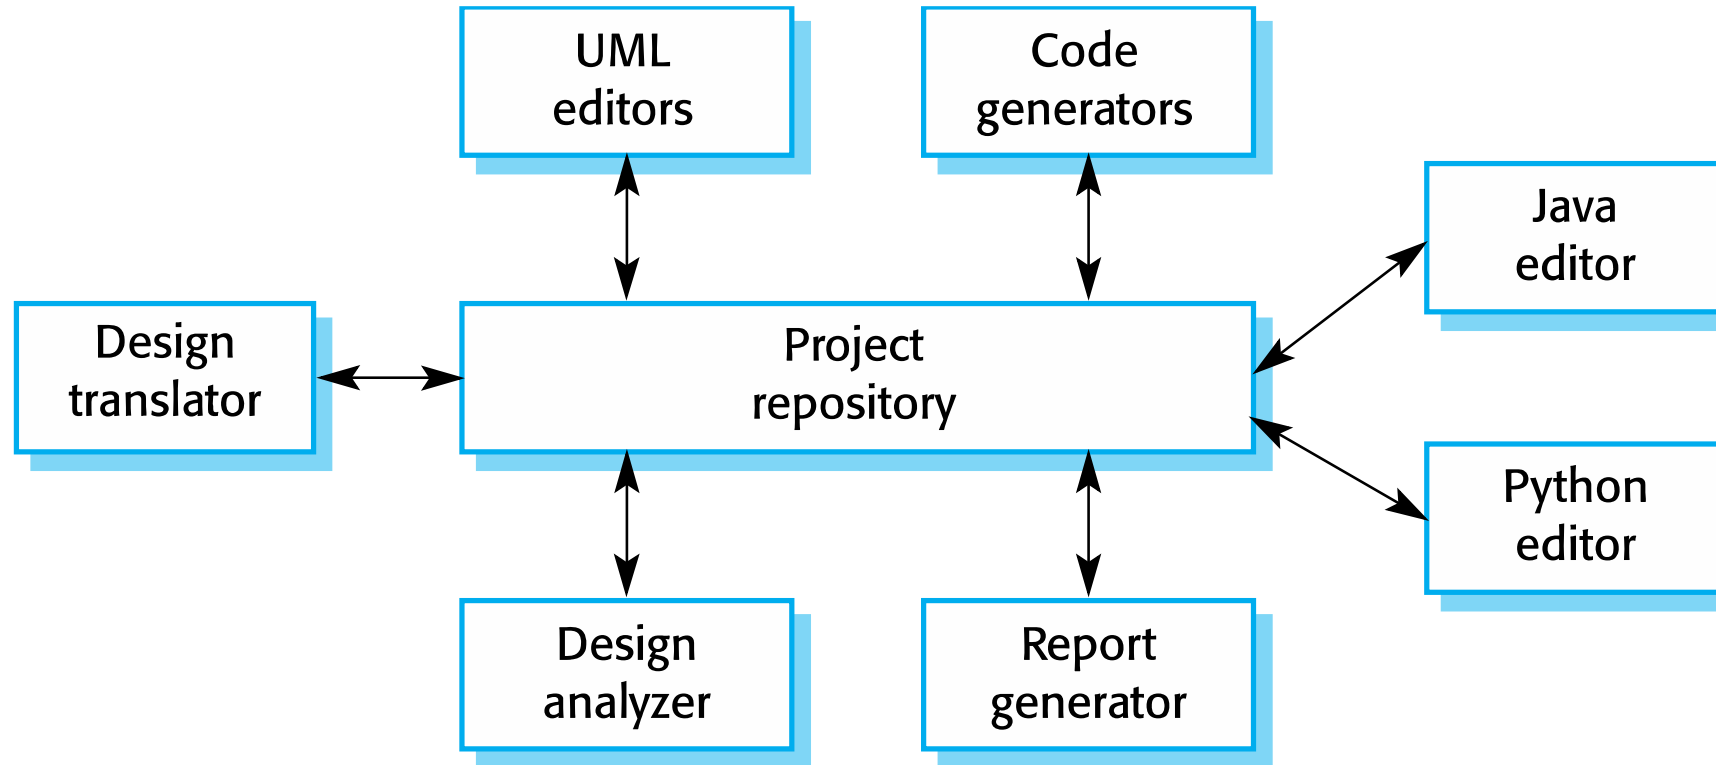 UML
editors
Code
generators
Java
editor
Design
translator
Project
repository
Python
editor
Design
analyzer
Report
generator